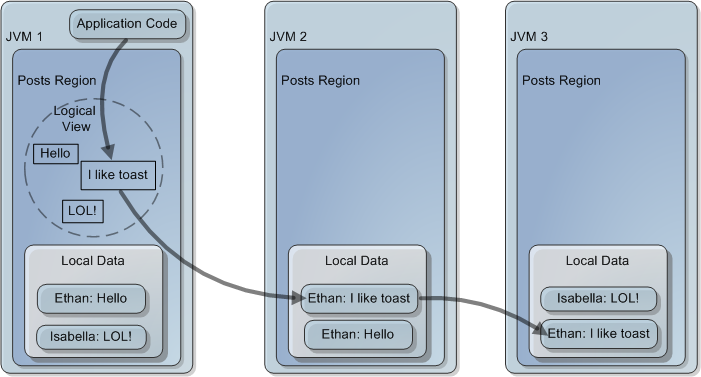 Application Code
JVM 1
Posts Region
Logical
View
Hello
I like toast
LOL!
Local Data
Ethan: Hello
Isabella: LOL!
JVM 2
Posts Region
Local Data
Ethan: I like toast
Ethan: Hello
JVM 3
Posts Region
Local Data
Isabella: LOL!
Ethan: I like toast